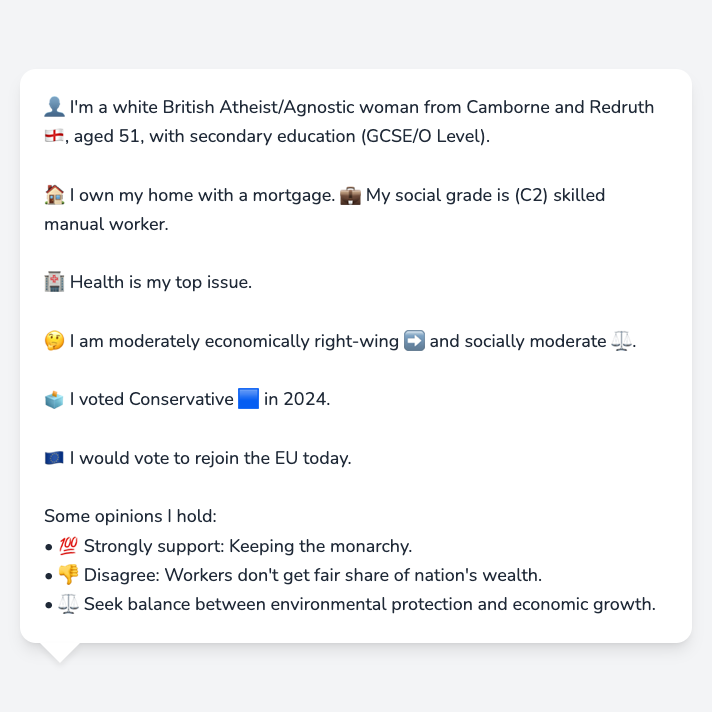 👤 I'm a white British Atheist/Agnostic woman from Camborne and Redruth
🏴󠁧󠁢󠁥󠁮󠁧󠁿, aged 51, with secondary education (GCSE/O Level).
🏠 I own my home with a mortgage. 💼 My social grade is (C2) skilled
manual worker.
🏥 Health is my top issue.
🤔 I am moderately economically right-wing ➡️ and socially moderate ⚖️.
🗳️ I voted Conservative 🟦 in 2024.
🇪🇺 I would vote to rejoin the EU today.
Some opinions I hold:
• 💯 Strongly support: Keeping the monarchy.
• 👎 Disagree: Workers don't get fair share of nation's wealth.
• ⚖️ Seek balance between environmental protection and economic growth.